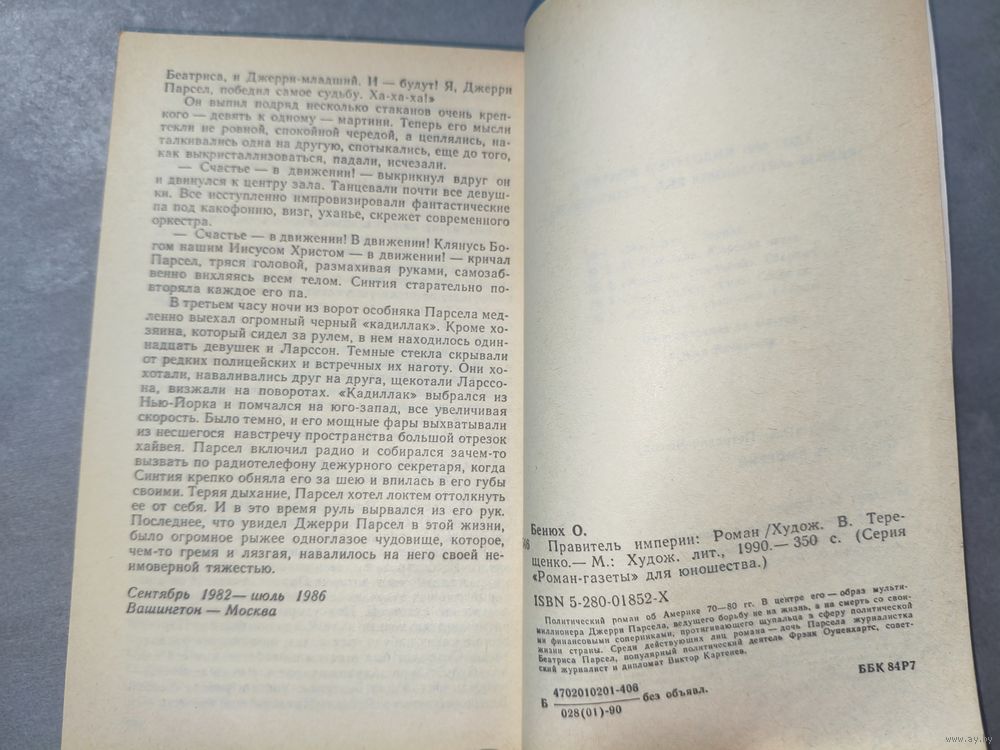 Беатриса, и Джерри-младший. И — будут! Я, Джерри
Парсел, победил самое судьбу. Ха-ха-ха!»
Он выпил подряд несколько стаканов очень креп-
кого — девять к одному — мартини. Теперь его мысли
текли не ровной, спокойной чередой, а цеплялись, на-
талкивались одна на другую, спотыкались, еще до того,
как выкристаллизоваться, падали, исчезали.
— Счастье — в движении! — выкрикнул вдруг он
и двинулся к центру зала. Танцевали почти все девуш-
ки. Все исступленно импровизировали фантастические
па под какофонию, визг, уханье, скрежет современного
оркестра.
— Счастье — в движении! В движении! Клянусь Бо-
гом нашим Иисусом Христом — в движении! — кричал
Парсел, тряся головой, размахивая руками, самозаб-
венно вихляясь всем телом. Синтия старательно по-
вторяла каждое его па.
В третьем часу ночи из ворот особняка Парсела мед-
ленно выехал огромный черный «кадиллак». Кроме хо-
зяина, который сидел за рулем, в нем находилось один-
надцать девушек и Ларссон. Темные стекла скрывали
от редких полицейских и встречных их наготу. Они хо-
хотали, наваливались друг на друга, щекотали Ларссо-
на, визжали на поворотах. «Кадиллак» выбрался из
Нью-Йорка и помчался на юго-запад, все увеличивая
скорость. Было темно, и его мощные фары выхватывали
из несшегося навстречу пространства большой отрезок
хайвея. Парсел включил радио и собирался зачем-то
вызвать по радиотелефону дежурного секретаря, когда
Синтия крепко обняла его за шею и впилась в его губы
своими. Теряя дыхание, Парсел хотел локтем оттолкнуть
ее от себя. И в это время руль вырвался из его рук.
Последнее, что увидел Джерри Парсел в этой жизни,
было огромное рыжее одноглазое чудовище, которое,
чем-то гремя и лязгая, навалилось на него своей не-
имоверной тяжестью.
Сентябрь 1982— июль 1986
Вашингтон — Москва
Бенюх О.
Правитель империи: Роман /Худож. В. Тере-
щенко.— М.: Худож. лит., 1990.— 350 с. (Серия
«Роман-газеты» для юношества.)
ISBN 5-280-01852-X
Политический роман об Америке 70—80 гг. В центре его — образ мульти-
миллионера Джерри Парсела, ведущего борьбу не на жизнь, а на смерть со свои-
ми финансовыми соперниками, протягивающего щупальца в сферу политической
жизни страны. Среди действующих лиц романа — дочь Парсела журналистка
Беатриса Парсел, популярный политический деятель Фрэнк Оупенхартс, совет-
ский журналист и дипломат Виктор Картенев.
Б 4702010201-408 без объявл.
028(01)-90
ББК 84Р7
www.ay.by